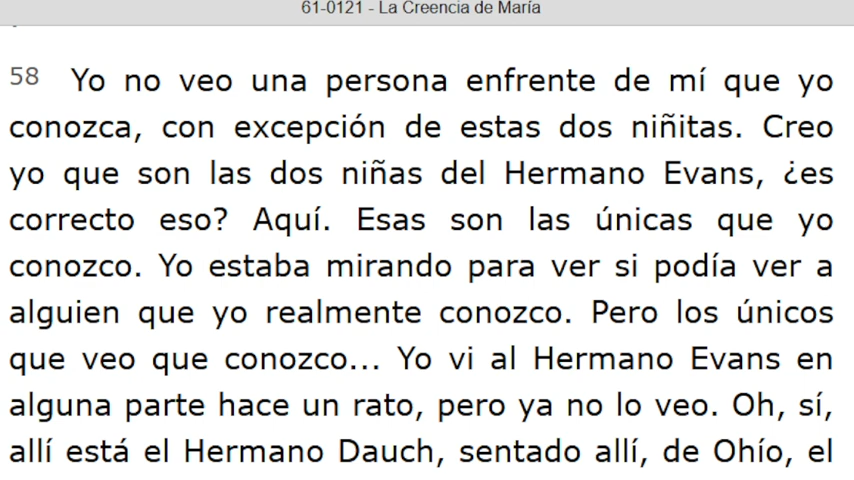 61-0121 - La Creencia de María
58 Yo no veo una persona enfrente de mí que yo
conozca, con excepción de estas dos niñitas. Creo
yo que son las dos niñas del Hermano Evans, ¿es
correcto eso? Aquí. Esas son las únicas que yo
conozco. Yo estaba mirando para ver si podía ver a
alguien que yo realmente conozco. Pero los únicos
que veo que conozco... Yo vi al Hermano Evans en
alguna parte hace un rato, pero ya no lo veo. Oh, sí,
allí está el Hermano Dauch, sentado allí, de Ohío, el